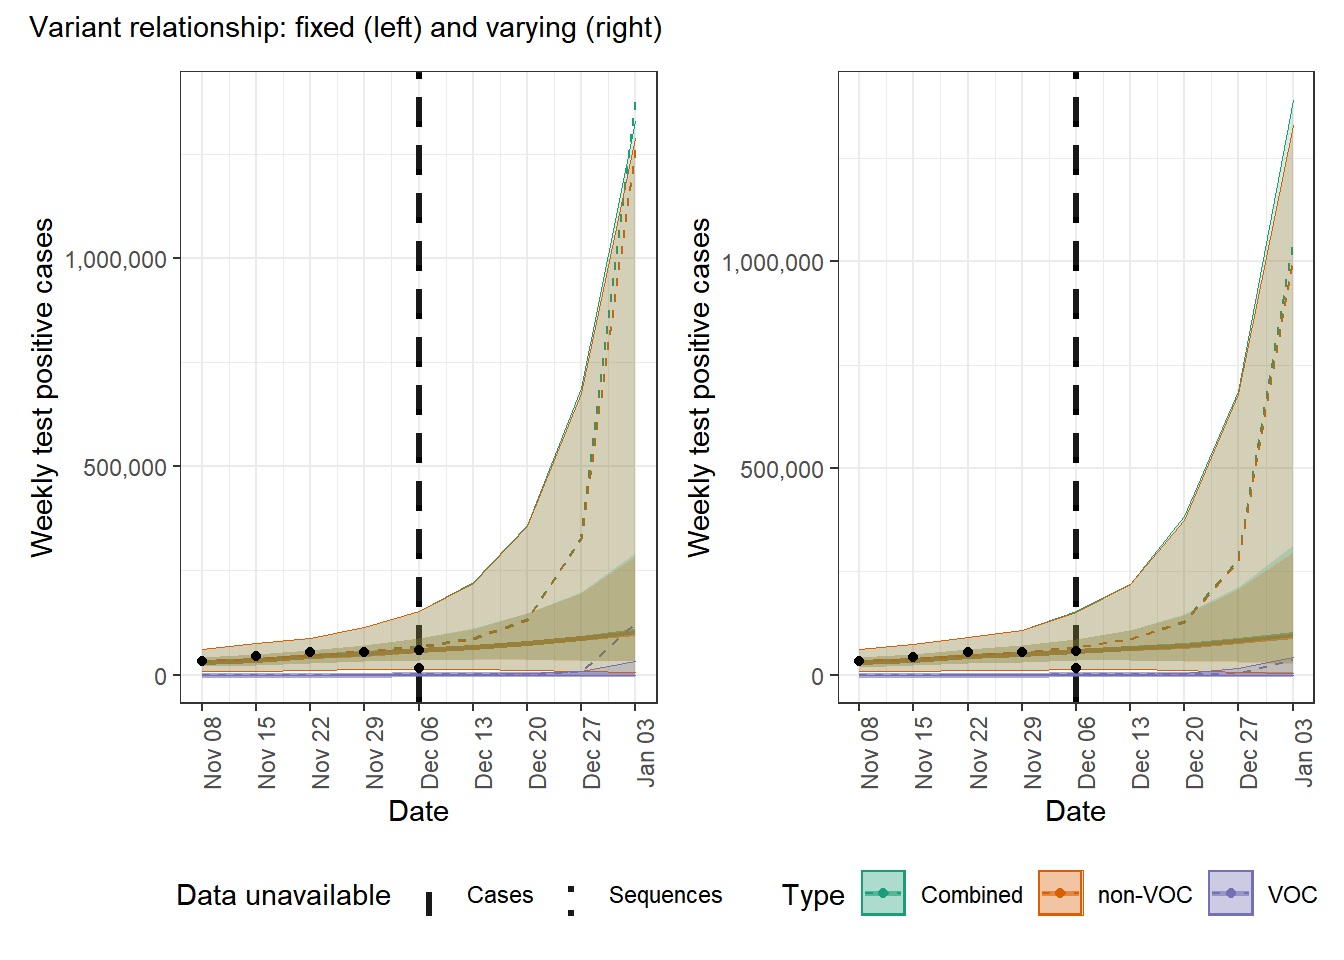 Variant relationship: fixed (left) and varying (right)
Weekly test positive cases
1,000,000
500,000
0
Nov 08
Nov 15
Nov 22
Nov 29
Dec 06
Dec 13
Dec 20
Dec 27
Jan 03
Date
Weekly test positive cases
1,000,000
500,000
0
Nov 08
Nov 15
Nov 22
Nov 29
Dec 06
Dec 13
Dec 20
Dec 27
Jan 03
Date
Data unavailable Cases Sequences Type Combined non-VOC VOC